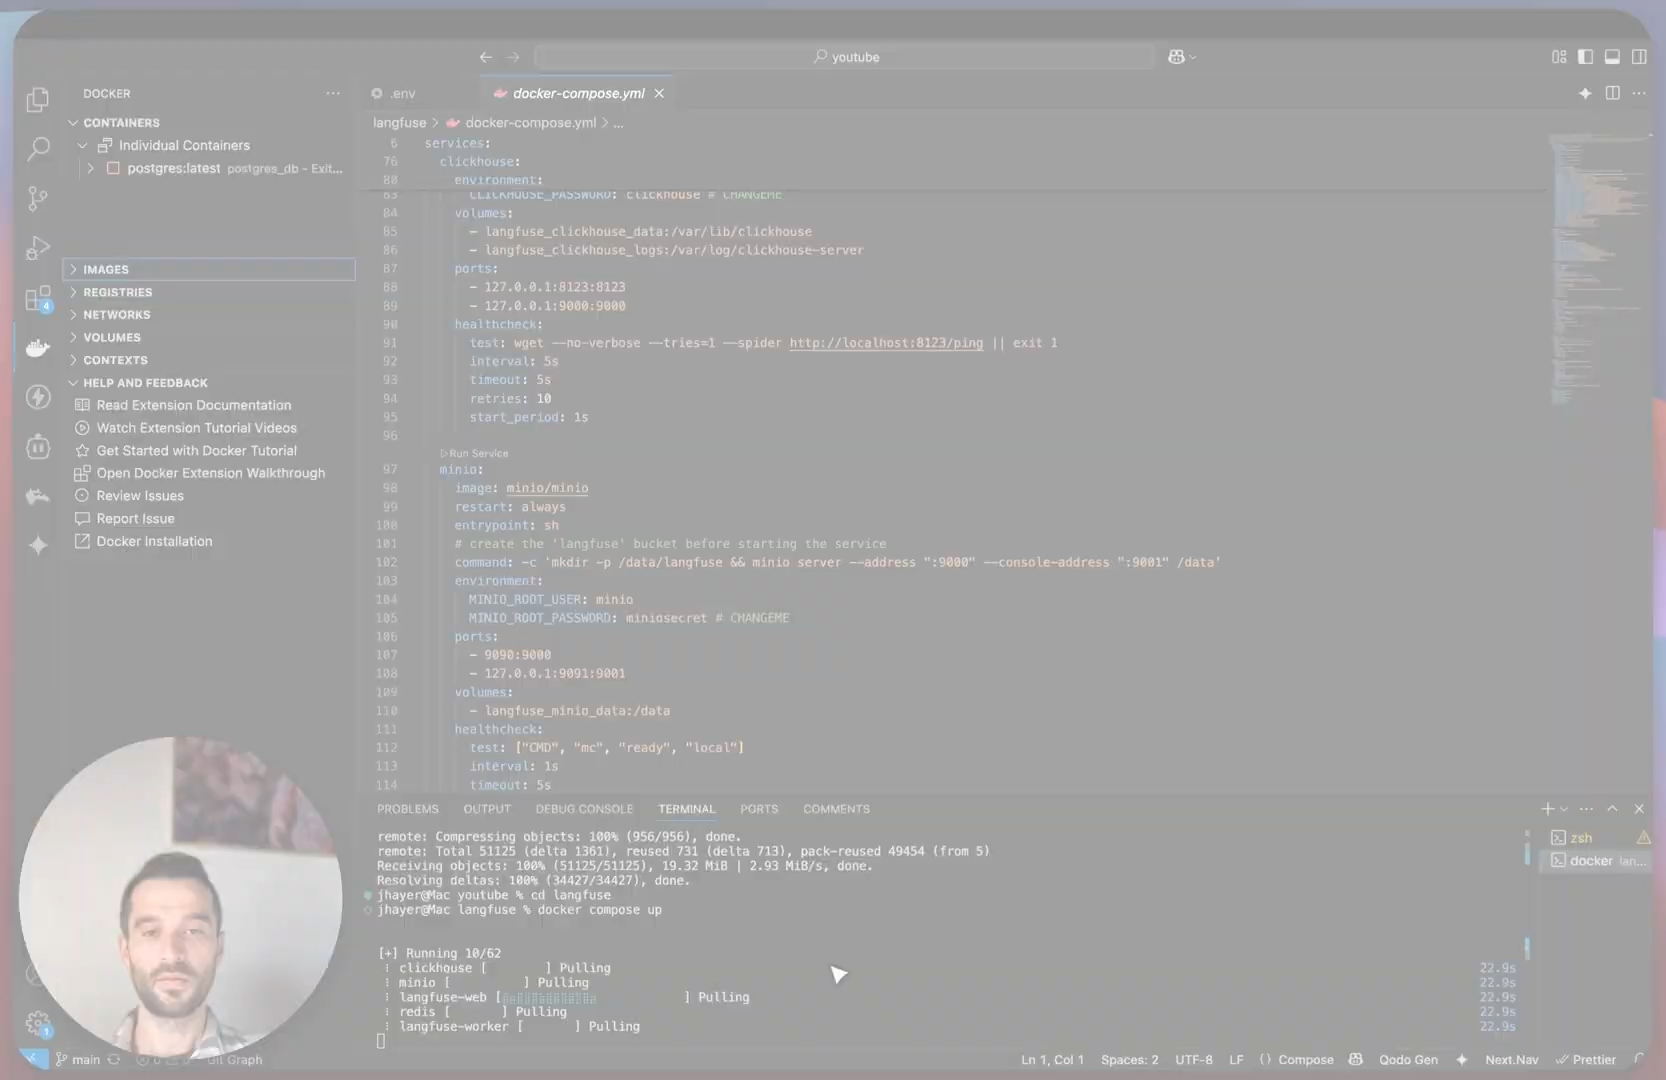 youtube
DOCKER
CONTAINERS
Individual Containers
postgres:latest postgres_db - Exit...
IMAGES
REGISTRIES
NETWORKS
VOLUMES
CONTEXTS
HELP AND FEEDBACK
Read Extension Documentation
Watch Extension Tutorial Videos
Get Started with Docker Tutorial
Open Docker Extension Walkthrough
Review Issues
Report Issue
Docker Installation
4
1
.env docker-compose.yml
langfuse > docker-compose.yml > ...
6 services:
76 clickhouse:
80 environment:
83 CLICKHOUSE_PASSWORD: clickhouse # CHANGEME
84 volumes:
85 - langfuse_clickhouse_data:/var/lib/clickhouse
86 - langfuse_clickhouse_logs:/var/log/clickhouse-server
87 ports:
88 - 127.0.0.1:8123:8123
89 - 127.0.0.1:9000:9000
90 healthcheck:
91 test: wget --no-verbose --tries=1 --spider http://localhost:8123/ping || exit 1
92 interval: 5s
93 timeout: 5s
94 retries: 10
95 start_period: 1s
96
Run Service
97 minio:
98 image: minio/minio
99 restart: always
100 entrypoint: sh
101 # create the 'langfuse' bucket before starting the service
102 command: -c 'mkdir -p /data/langfuse && minio server --address ":9000" --console-address ":9001" /data'
103 environment:
104 MINIO_ROOT_USER: minio
105 MINIO_ROOT_PASSWORD: miniosecret # CHANGEME
106 ports:
107 - 9090:9000
108 - 127.0.0.1:9091:9001
109 volumes:
110 - langfuse_minio_data:/data
111 healthcheck:
112 test: ["CMD", "mc", "ready", "local"]
113 interval: 1s
114 timeout: 5s
PROBLEMS OUTPUT DEBUG CONSOLE TERMINAL PORTS COMMENTS
remote: Compressing objects: 100% (956/956), done.
remote: Total 51125 (delta 1361), reused 731 (delta 713), pack-reused 49454 (from 5)
Receiving objects: 100% (51125/51125), 19.32 MiB | 2.93 MiB/s, done.
Resolving deltas: 100% (34427/34427), done.
jhayer@Mac youtube % cd langfuse
jhayer@Mac langfuse % docker compose up
[+] Running 10/62
clickhouse [ ] Pulling 22.9s
minio [ ] Pulling 22.9s
langfuse-web [ ] Pulling 22.9s
redis [ ] Pulling 22.9s
langfuse-worker [ ] Pulling 22.9s
zsh
docker lan...
main 0 Git Graph Ln 1, Col 1 Spaces: 2 UTF-8 LF {} Compose Qodo Gen Next.Nav Prettier